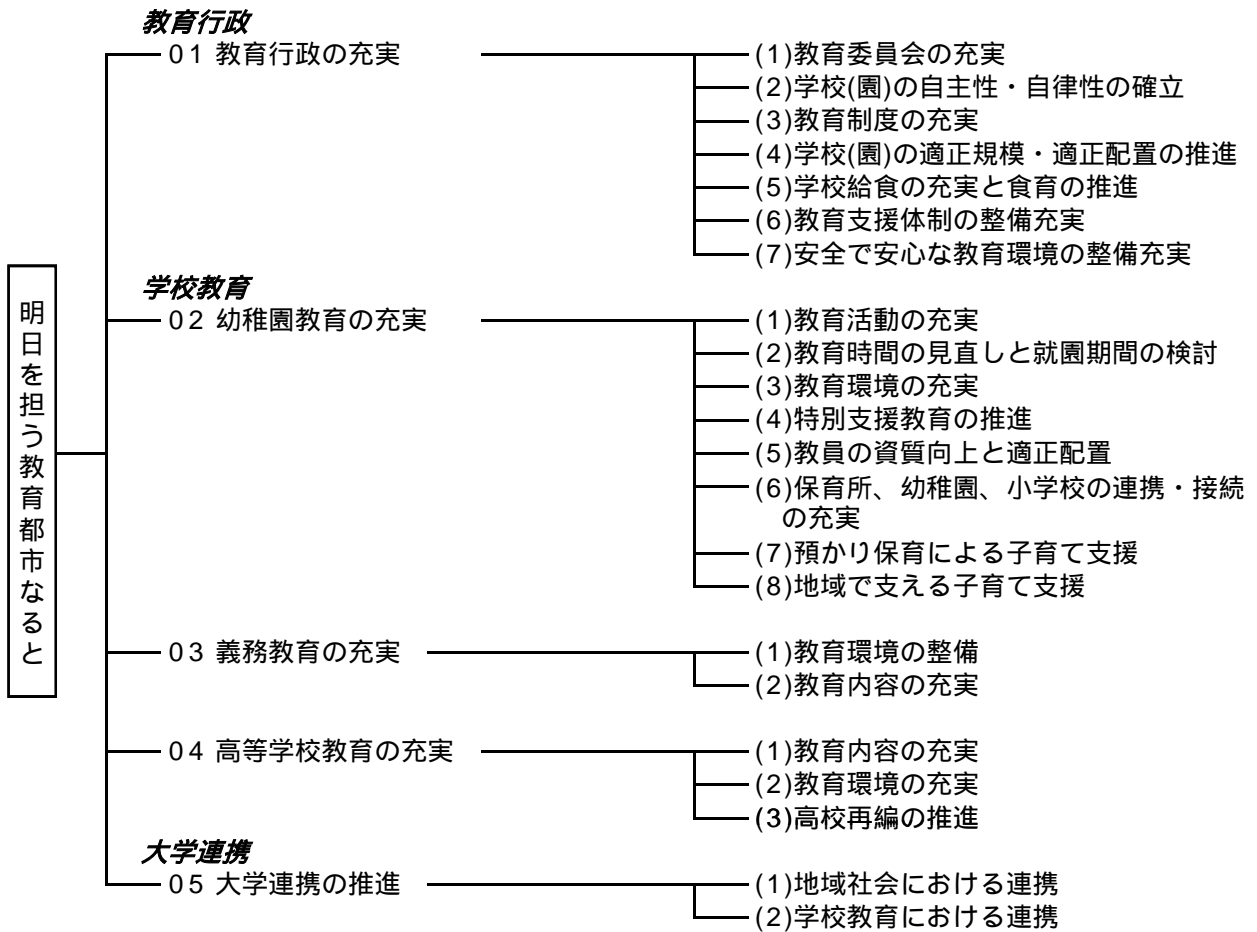 教育行政
01 教育行政の充実
(1)教育委員会の充実
(2)学校(園)の自主性・自律性の確立
(3)教育制度の充実
(4)学校(園)の適正規模・適正配置の推進
(5)学校給食の充実と食育の推進
(6)教育支援体制の整備充実
(7)安全で安心な教育環境の整備充実
明日を担う教育都市なると
学校教育
02 幼稚園教育の充実
(1)教育活動の充実
(2)教育時間の見直しと就園期間の検討
(3)教育環境の充実
(4)特別支援教育の推進
(5)教員の資質向上と適正配置
(6)保育所、幼稚園、小学校の連携・接続
の充実
(7)預かり保育による子育て支援
(8)地域で支える子育て支援
03 義務教育の充実
(1)教育環境の整備
(2)教育内容の充実
04 高等学校教育の充実
(1)教育内容の充実
(2)教育環境の充実
(3)高校再編の推進
大学連携
05 大学連携の推進
(1)地域社会における連携
(2)学校教育における連携